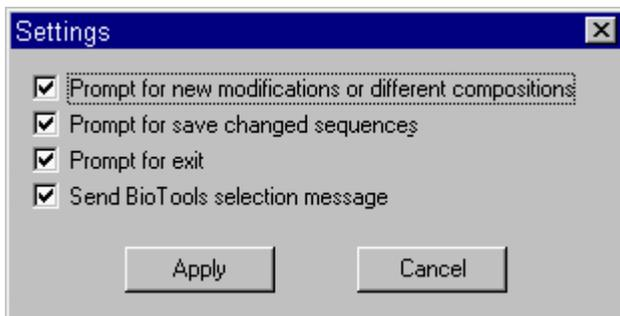 Settings
Prompt for new modifications or different compositions
Prompt for save changed sequences
Prompt for exit
Send BioTools selection message
Apply Cancel